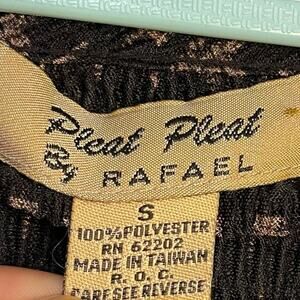 Pleat Pleat
By RAFAEL
S
100% POLYESTER
RN 62202
MADE IN TAIWAN
R. O. C.
CARE SEE REVERSE